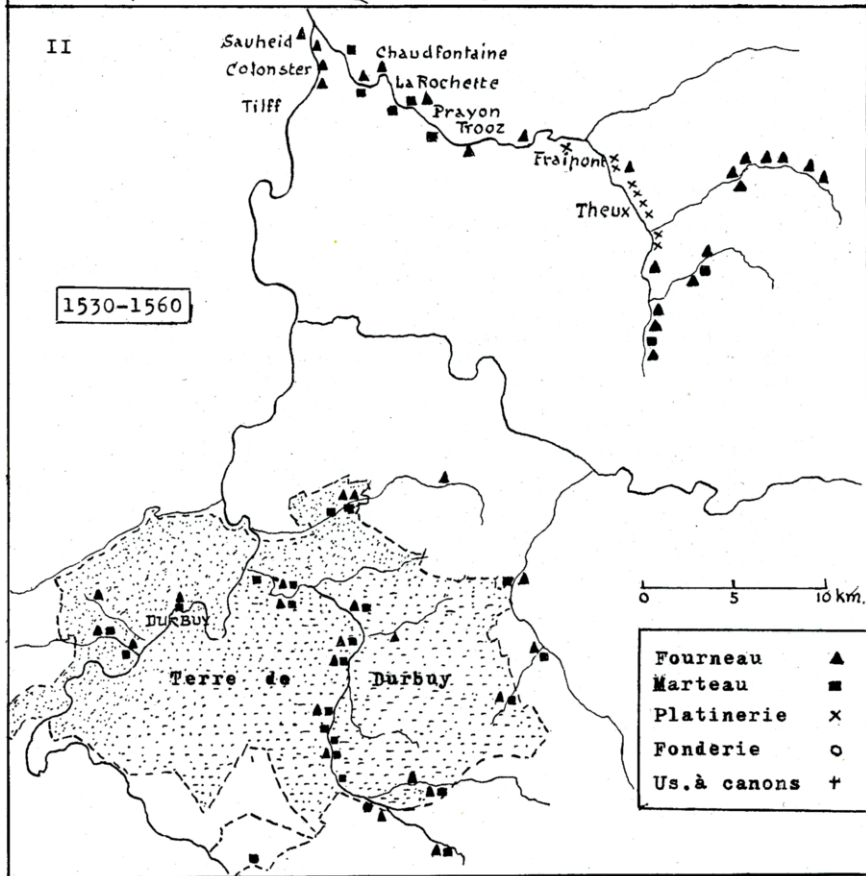 II
Sauheid
Colonster
Tilff
Chaudfontaine
La Rochette
Prayon
Trooz
Fraipont
Theux
1530-1560
DURBUY
Terre de Durbuy
0 5 10 km.
Fourneau ▲
Marteau ■
Platinerie ×
Fonderie o
Us.à canons +